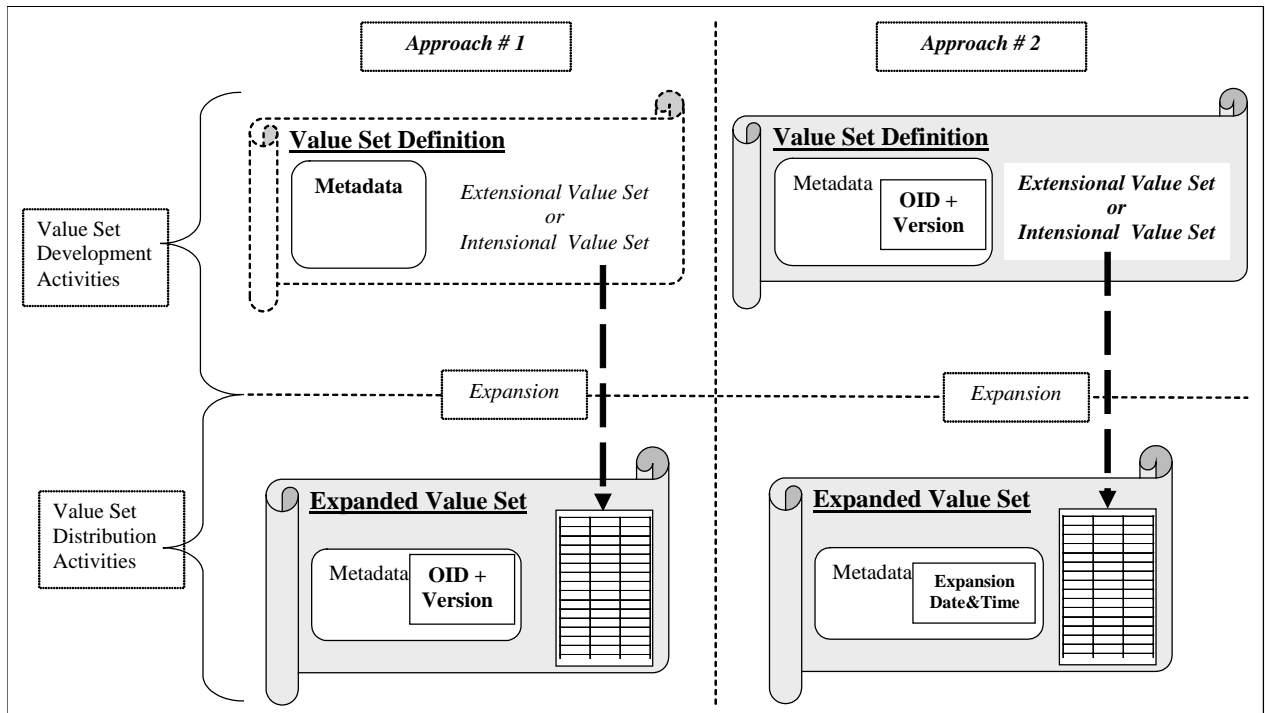 Approach # 1
Approach # 2
Value Set Definition
Metadata
Extensional Value Set
or
Intensional Value Set
Value Set Definition
Metadata
OID +
Version
Extensional Value Set
or
Intensional Value Set
Value Set
Development
Activities
Expansion
Expansion
Value Set
Distribution
Activities
Expanded Value Set
Metadata
OID +
Version
Expanded Value Set
Metadata
Expansion
Date&Time